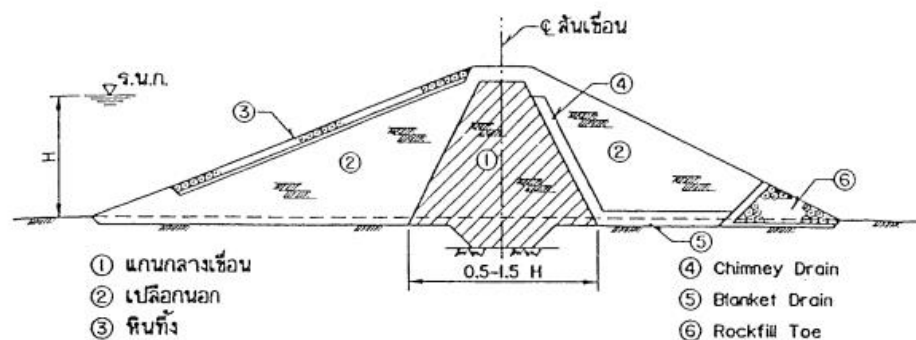 ℄ สันเขื่อน
ร.น.ก.
④
③
H
②
①
②
⑥
⑤
0.5-1.5 H
① แกนกลางเขื่อน
② เปลือกนอก
③ หินทิ้ง
④ Chimney Drain
⑤ Blanket Drain
⑥ Rockfill Toe